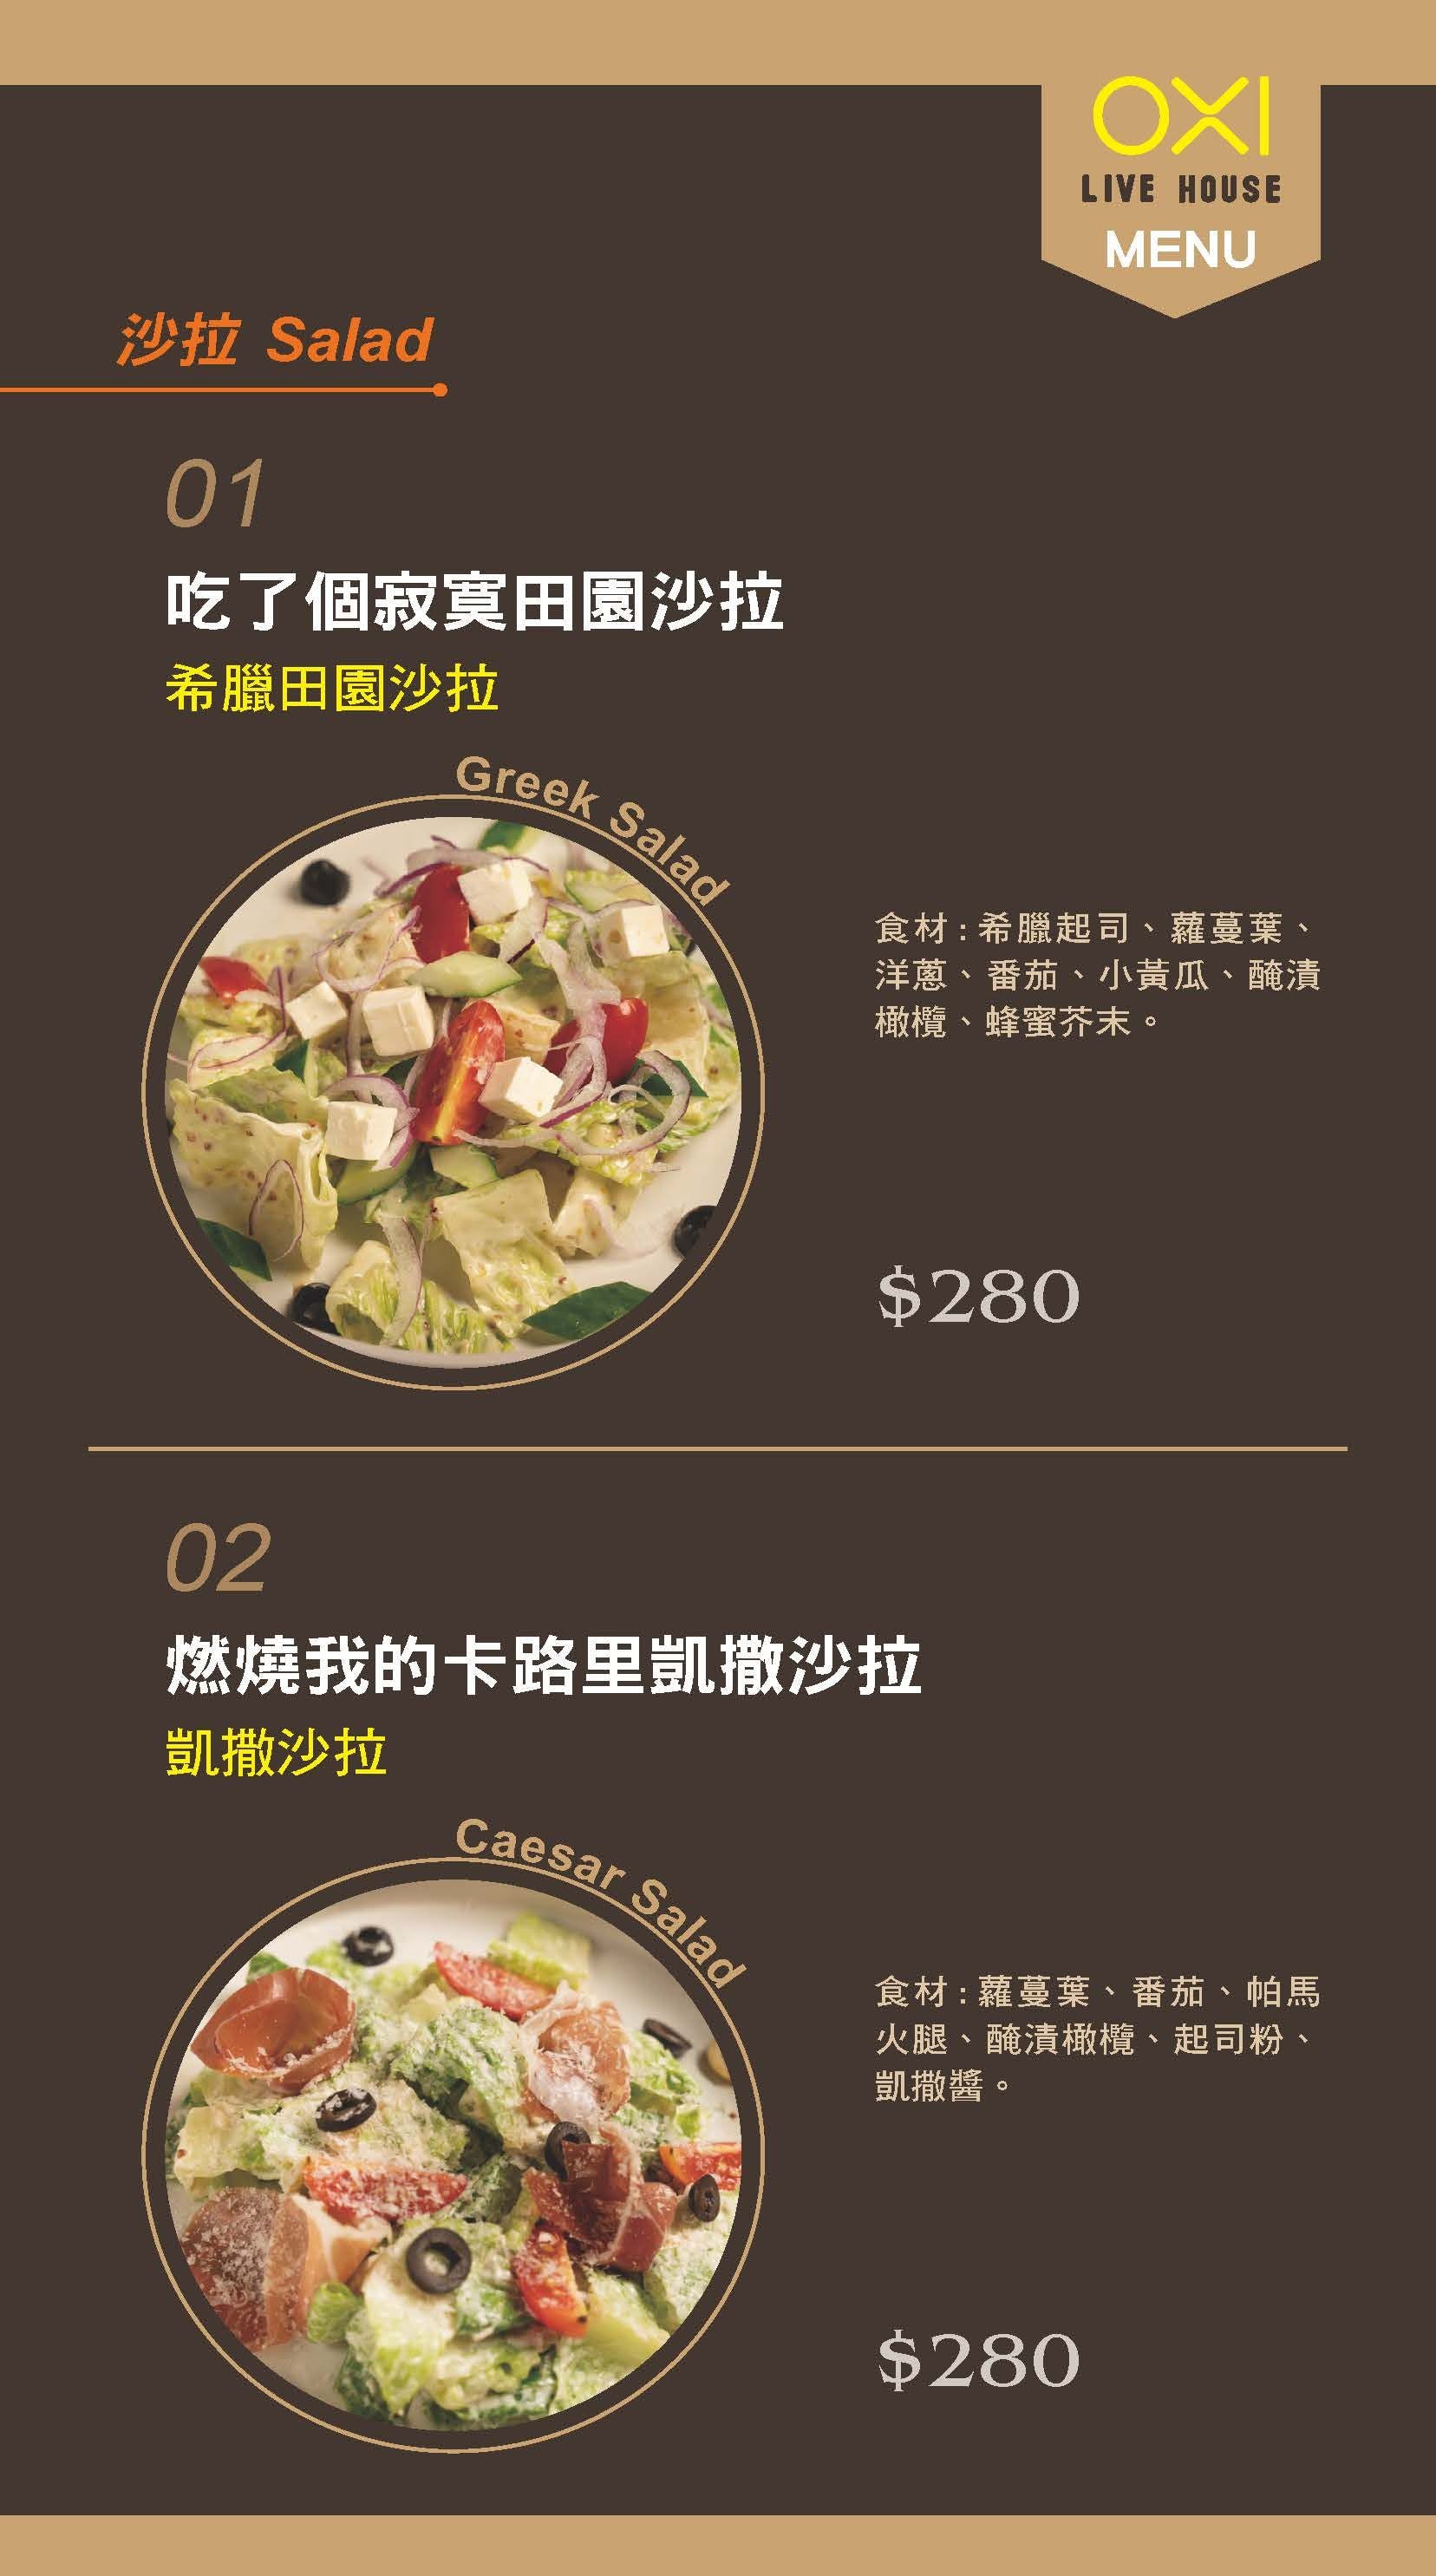 OXI
LIVE HOUSE
MENU
沙拉 Salad
01
吃了個寂寞田園沙拉
希臘田園沙拉
Greek Salad
食材:希臘起司、蘿蔓葉、
洋蔥、番茄、小黃瓜、醃漬
橄欖、蜂蜜芥末。
$280
02
燃燒我的卡路里凱撒沙拉
凱撒沙拉
Caesar Salad
食材:蘿蔓葉、番茄、帕馬
火腿、醃漬橄欖、起司粉、
凱撒醬。
$280